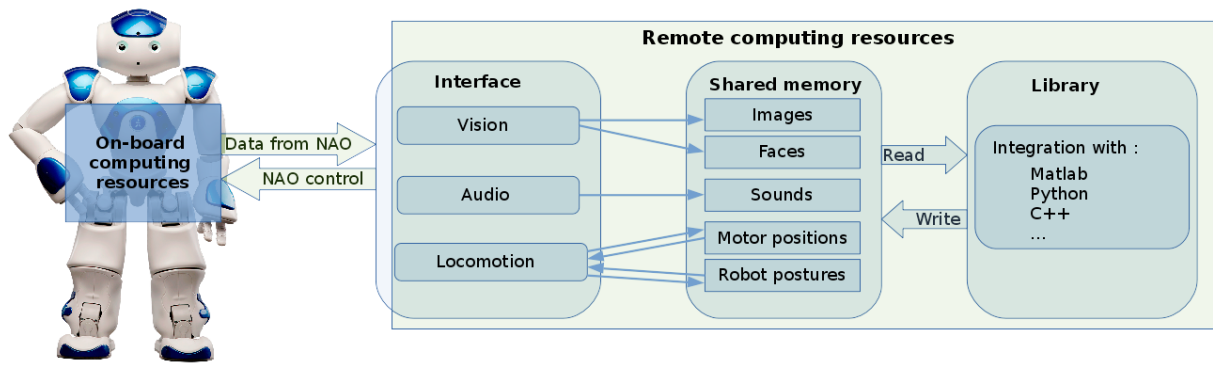 Remote computing resources
On-board
computing
resources
Data from NAO
NAO control
Interface
Vision
Audio
Locomotion
Shared memory
Images
Faces
Sounds
Motor positions
Robot postures
Read
Write
Library
Integration with :
Matlab
Python
C++
...